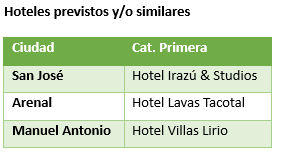 Hoteles previstos y/o similares
Ciudad Cat. Primera
San José Hotel Irazú & Studios
Arenal Hotel Lavas Tacotal
Manuel Antonio Hotel Villas Lirio